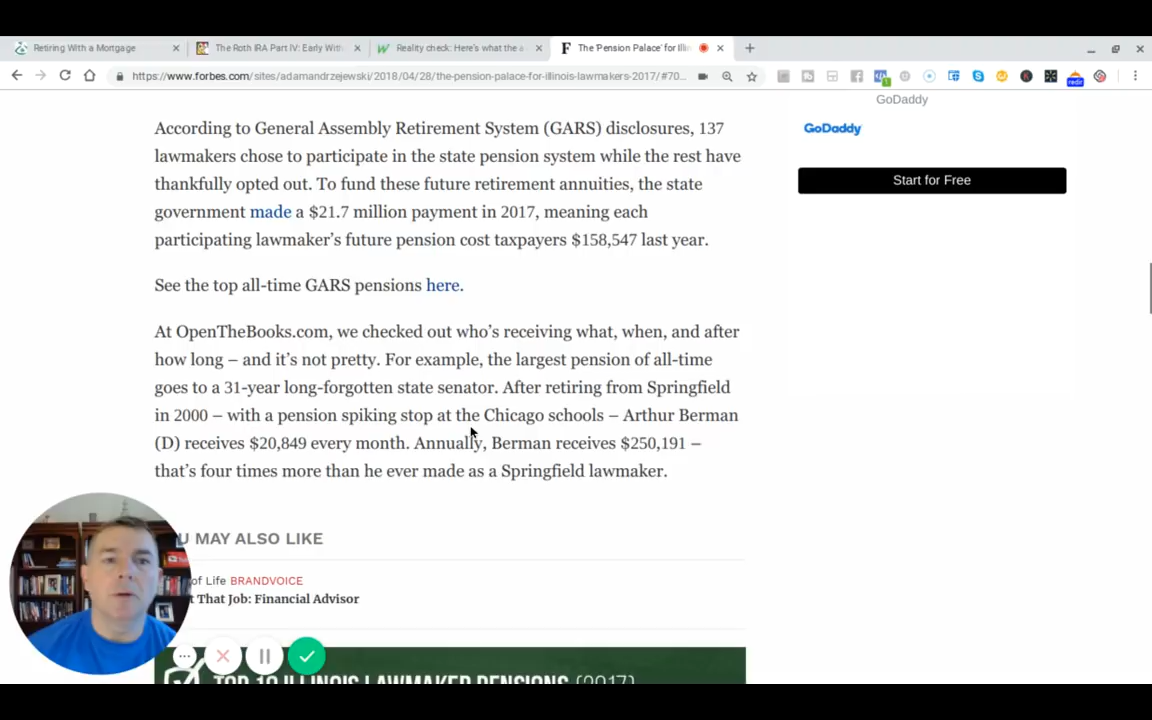 Retiring With a Mortgage
The Roth IRA Part IV: Early With
Reality check: Here's what the a
The 'Pension Palace' for Illi
https://www.forbes.com/sites/adamandrzejewski/2018/04/28/the-pension-palace-for-illinois-lawmakers-2017/#70...
GoDaddy
GoDaddy
Start for Free
According to General Assembly Retirement System (GARS) disclosures, 137
lawmakers chose to participate in the state pension system while the rest have
thankfully opted out. To fund these future retirement annuities, the state
government made a $21.7 million payment in 2017, meaning each
participating lawmaker's future pension cost taxpayers $158,547 last year.
See the top all-time GARS pensions here.
At OpenTheBooks.com, we checked out who's receiving what, when, and after
how long – and it's not pretty. For example, the largest pension of all-time
goes to a 31-year long-forgotten state senator. After retiring from Springfield
in 2000 – with a pension spiking stop at the Chicago schools – Arthur Berman
(D) receives $20,849 every month. Annually, Berman receives $250,191 –
that's four times more than he ever made as a Springfield lawmaker.
U MAY ALSO LIKE
of Life BRANDVOICE
t That Job: Financial Advisor
TOP 10 ILLINOIS LAWMAKER PENSIONS (2017)